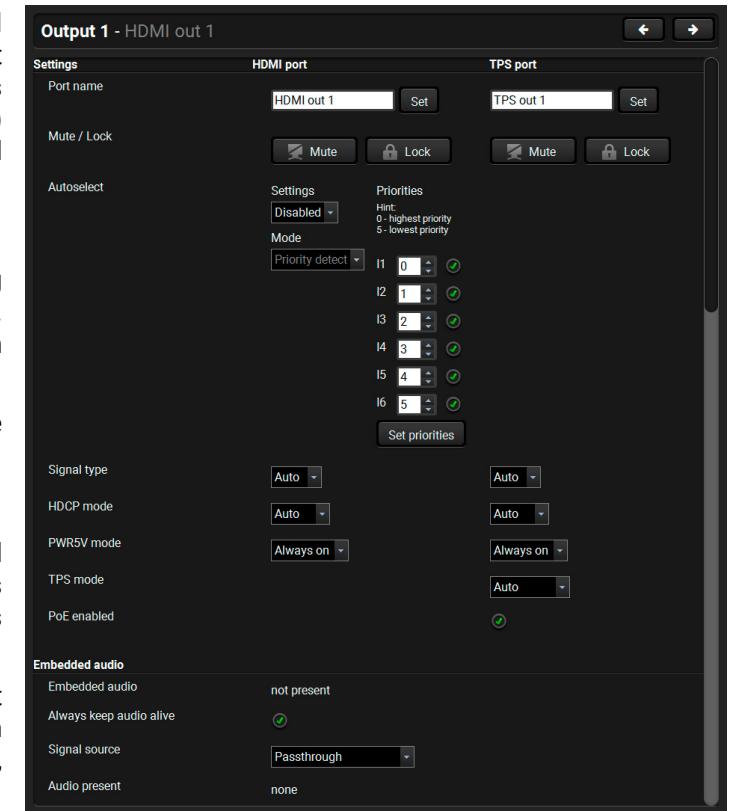 Output 1 - HDMI out 1
Settings HDMI port TPS port
Port name HDMI out 1 Set TPS out 1 Set
Mute / Lock Mute Lock Mute Lock
Autoselect Settings Priorities
Disabled Hint:
0 - highest priority
5 - lowest priority
Mode
Priority detect I1 0
I2 1
I3 2
I4 3
I5 4
I6 5
Set priorities
Signal type Auto Auto
HDCP mode Auto Auto
PWR5V mode Always on Always on
TPS mode Auto
PoE enabled
Embedded audio
Embedded audio not present
Always keep audio alive
Signal source Passthrough
Audio present none